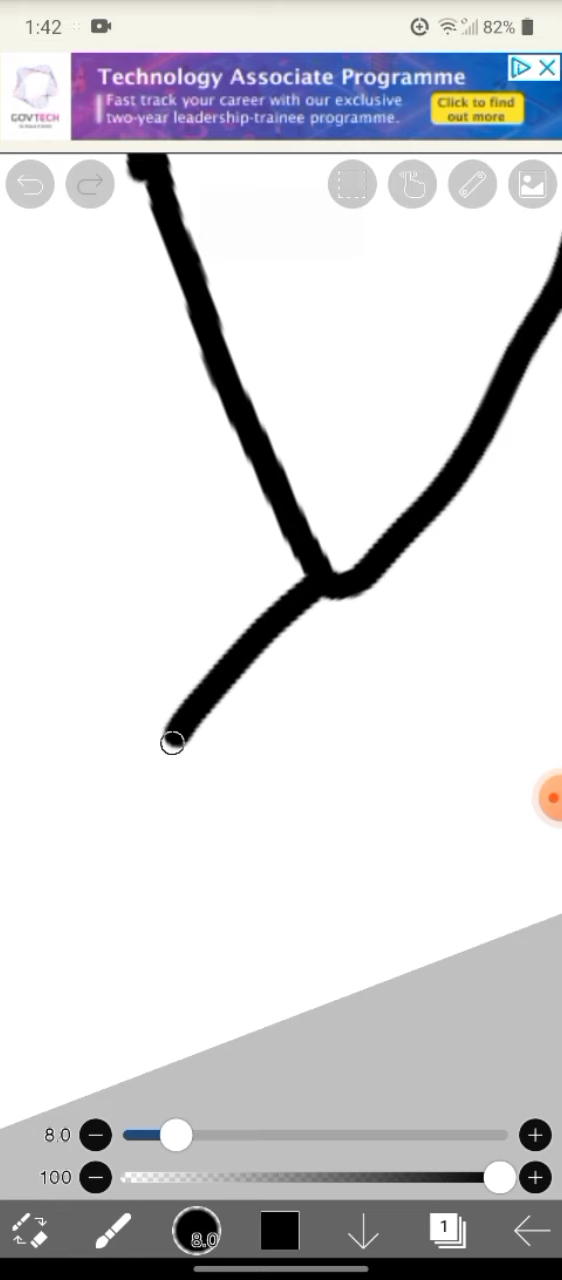 1:42
82%
Technology Associate Programme
Fast track your career with our exclusive
two-year leadership-trainee programme.
Click to find
out more
GOVTECH
8.0
100
8.0
1